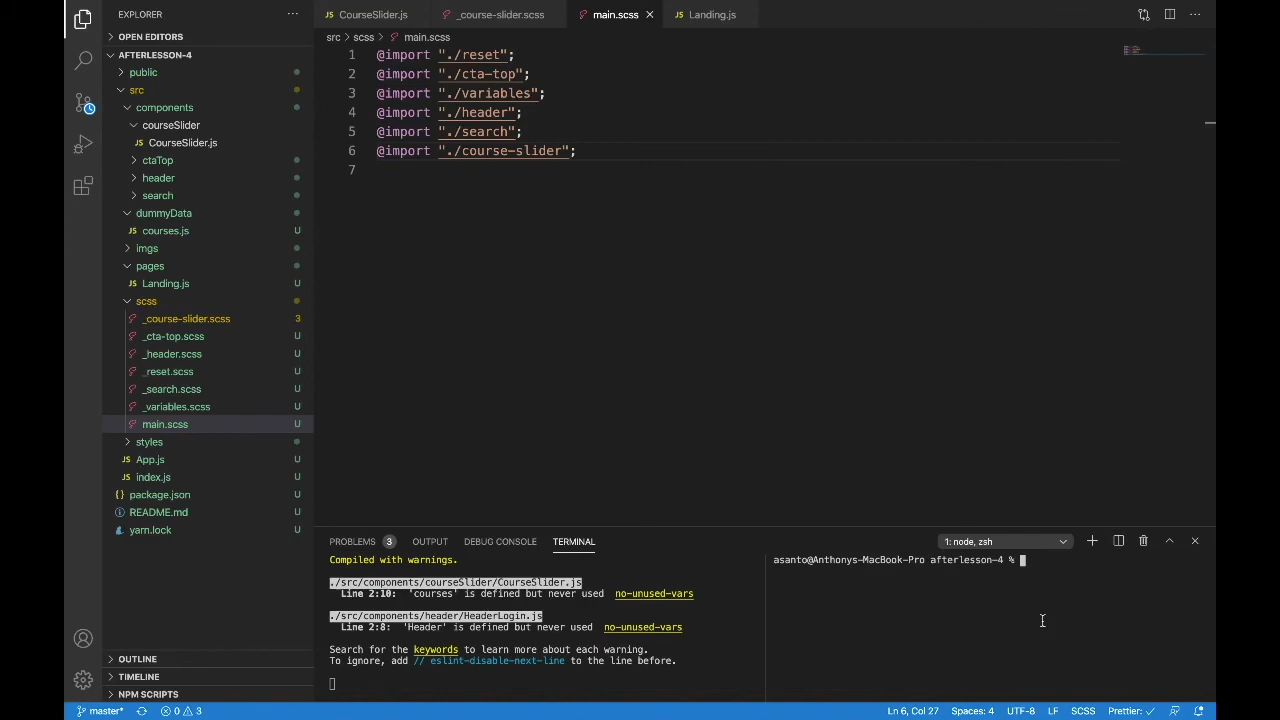 EXPLORER
OPEN EDITORS
AFTERLESSON-4
public
src
components
courseSlider
CourseSlider.js
ctaTop
header
search
dummyData
courses.js U
imgs
pages
Landing.js U
scss
_course-slider.scss 3
_cta-top.scss U
_header.scss U
_reset.scss U
_search.scss U
_variables.scss U
main.scss U
styles
App.js U
index.js U
package.json U
README.md U
yarn.lock U
OUTLINE
TIMELINE
NPM SCRIPTS
CourseSlider.js _course-slider.scss main.scss Landing.js
src > scss > main.scss
1 @import "./reset";
2 @import "./cta-top";
3 @import "./variables";
4 @import "./header";
5 @import "./search";
6 @import "./course-slider";
7
PROBLEMS 3 OUTPUT DEBUG CONSOLE TERMINAL 1: node, zsh
Compiled with warnings.
./src/components/courseSlider/CourseSlider.js
Line 2:10: 'courses' is defined but never used no-unused-vars
./src/components/header/HeaderLogin.js
Line 2:8: 'Header' is defined but never used no-unused-vars
Search for the keywords to learn more about each warning.
To ignore, add // eslint-disable-next-line to the line before.
asanto@Anthonys-MacBook-Pro afterlesson-4 %
master* 0 3 Ln 6, Col 27 Spaces: 4 UTF-8 LF SCSS Prettier: ✓